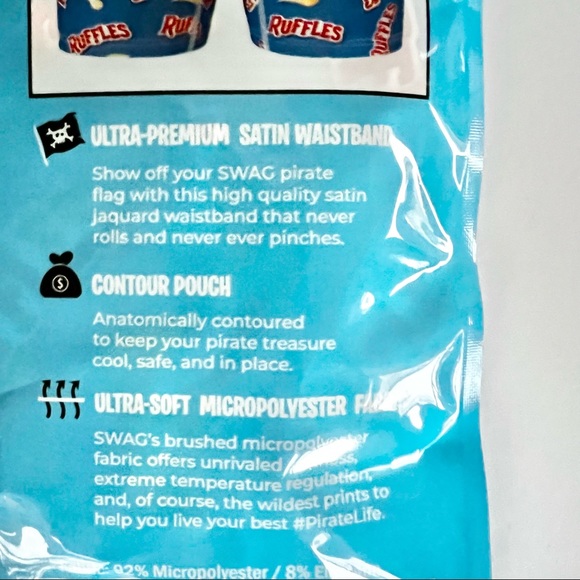 RUFFLES
RUFFLES
RUFFLES
ULTRA-PREMIUM SATIN WAISTBAND
Show off your SWAG pirate
flag with this high quality satin
jaquard waistband that never
rolls and never ever pinches.
$
CONTOUR POUCH
Anatomically contoured
to keep your pirate treasure
cool, safe, and in place.
ULTRA-SOFT MICROPOLYESTER
SWAG's brushed micropolyester
fabric offers unrivaled
extreme temperature regulation,
and, of course, the wildest prints to
help you live your best #PirateLife.
92% Micropolyester / 8%